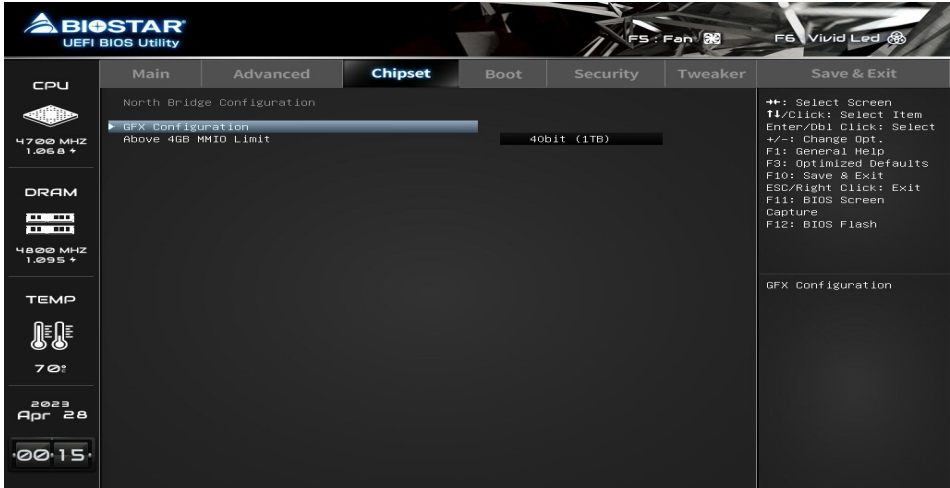 BIOSTAR®
UEFI BIOS Utility
F5 : Fan
F6 Vivid Led
Main Advanced Chipset Boot Security Tweaker Save & Exit
CPU
4700 MHZ
1.068
DRAM
4800 MHZ
1.095
TEMP
70℃
2023
Apr 28
00 15
North Bridge Configuration
GFX Configuration
Above 4GB MMIO Limit 40bit (1TB)
→←: Select Screen
↑↓/Click: Select Item
Enter/Dbl Click: Select
+/-: Change Opt.
F1: General Help
F3: Optimized Defaults
F10: Save & Exit
ESC/Right Click: Exit
F11: BIOS Screen
Capture
F12: BIOS Flash
GFX Configuration